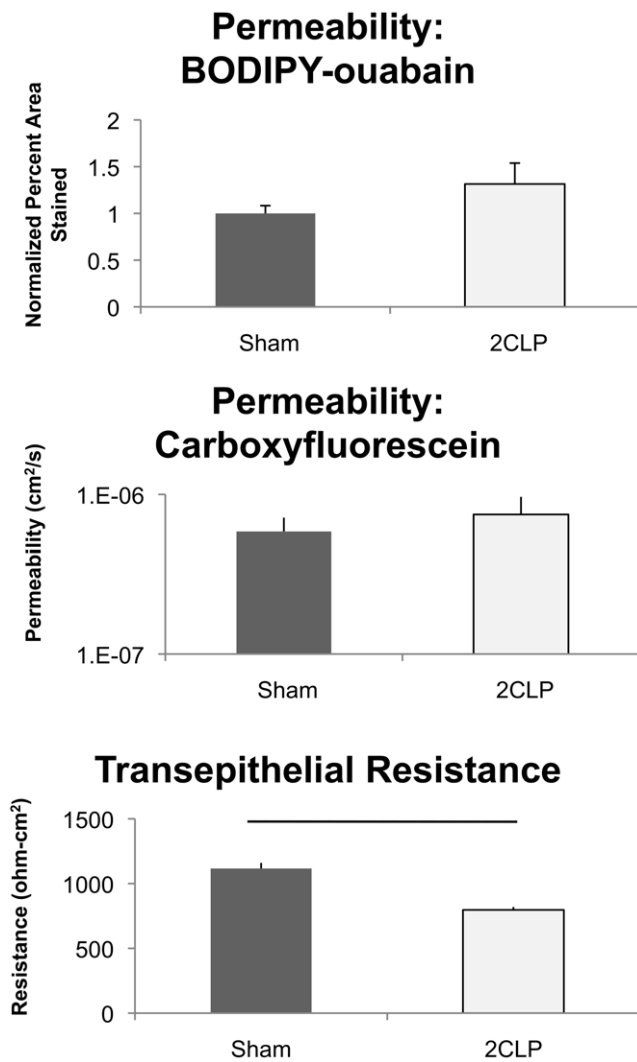 Permeability:
BODIPY-ouabain
Normalized Percent Area
Stained
2
1.5
1
0.5
0
Sham 2CLP
Permeability:
Carboxyfluorescein
Permeability (cm²/s)
1.E-06
1.E-07
Sham 2CLP
Transepithelial Resistance
Resistance (ohm-cm²)
1500
1000
500
0
Sham 2CLP